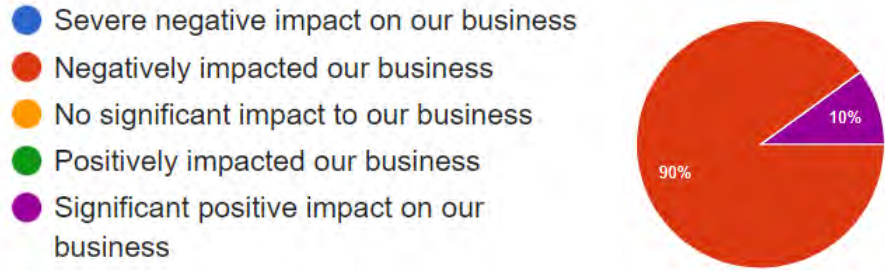 Severe negative impact on our business
Negatively impacted our business
No significant impact to our business
Positively impacted our business
Significant positive impact on our
business
10%
90%